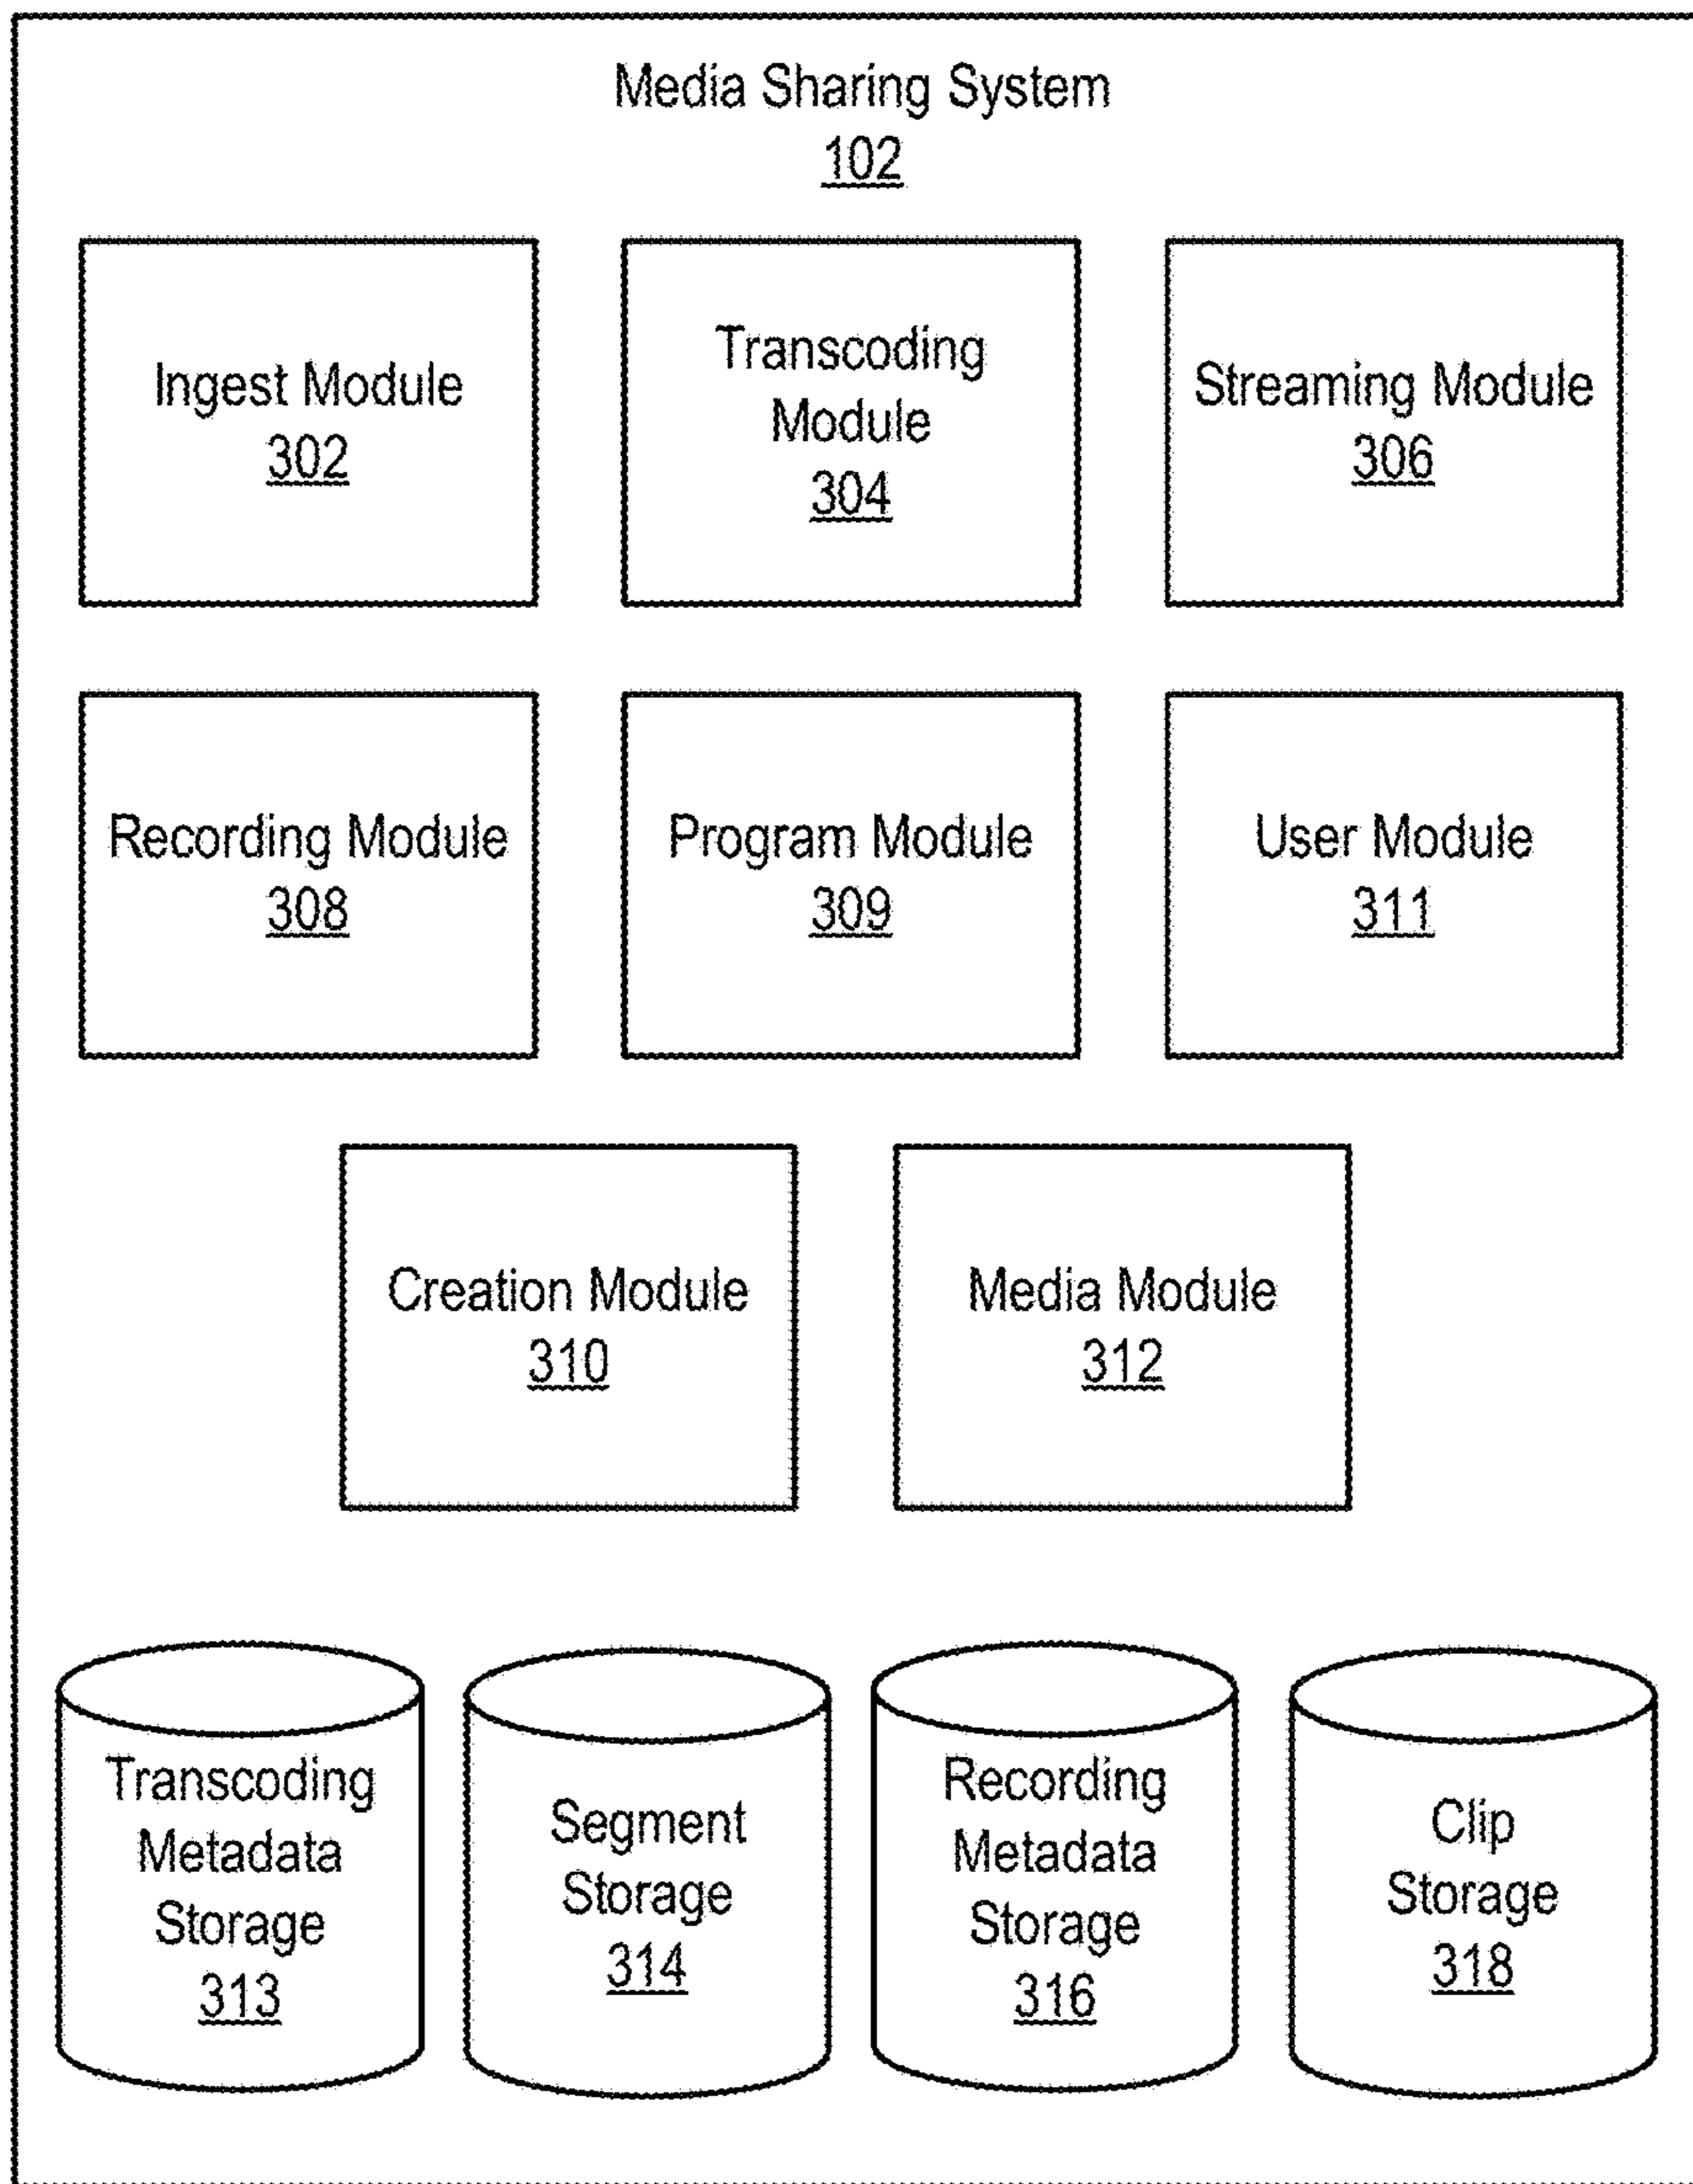 Media Sharing System
102
Ingest Module
302
Transcoding
Module
304
Streaming Module
306
Recording Module
308
Program Module
309
User Module
311
Creation Module
310
Media Module
312
Transcoding
Metadata
Storage
313
Segment
Storage
314
Recording
Metadata
Storage
316
Clip
Storage
318